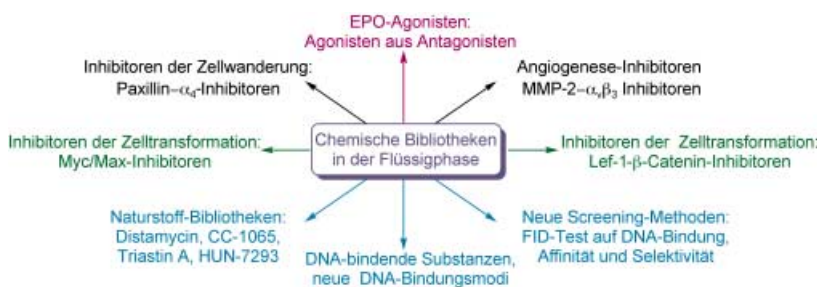 EPO-Agonisten:
Agonisten aus Antagonisten
Inhibitoren der Zellwanderung:
Paxillin–α₄-Inhibitoren
Angiogenese-Inhibitoren
MMP-2–αᵥβ₃ Inhibitoren
Inhibitoren der Zelltransformation:
Myc/Max-Inhibitoren
Chemische Bibliotheken
in der Flüssigphase
Inhibitoren der Zelltransformation:
Lef-1-β-Catenin-Inhibitoren
Naturstoff-Bibliotheken:
Distamycin, CC-1065,
Triastin A, HUN-7293
DNA-bindende Substanzen,
neue DNA-Bindungsmodi
Neue Screening-Methoden:
FID-Test auf DNA-Bindung,
Affinität und Selektivität